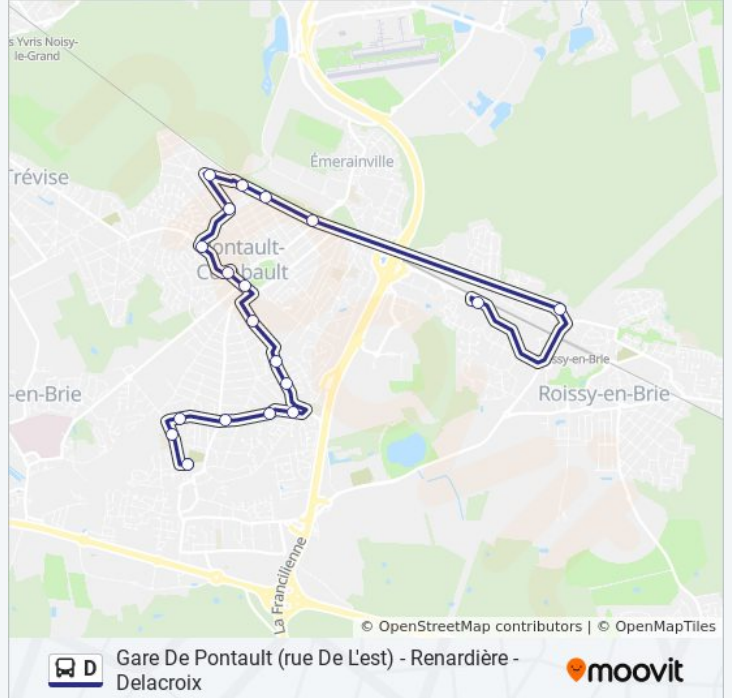 s Yvris Noisy-
le-Grand
Émerainville
Trévise
Pontault-
Combault
ssy-en-Brie
-en-Brie
Roissy-en-Brie
La Francilienne
© OpenStreetMap contributors | © OpenMapTiles
D
Gare De Pontault (rue De L'est) - Renardière -
Delacroix
moovit